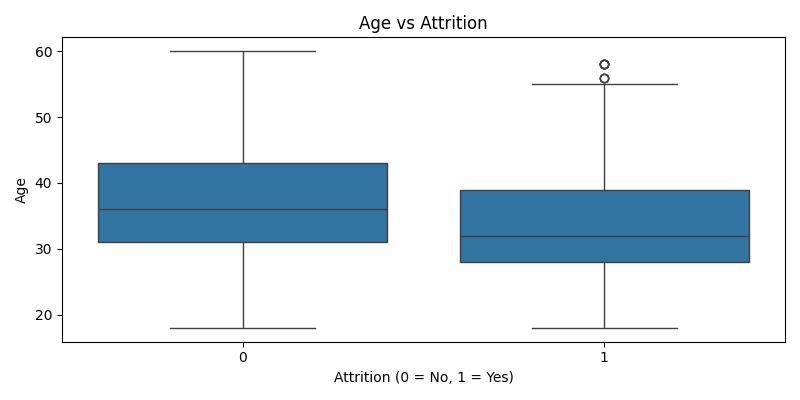 Age vs Attrition
60
50
40
30
20
Age
0
1
Attrition (0 = No, 1 = Yes)